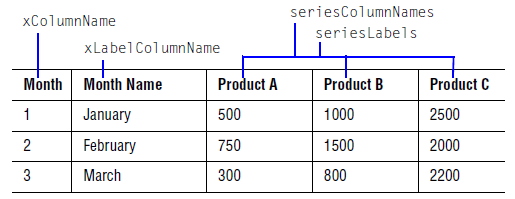 seriesColumnNames
xColumnName
seriesLabels
xLabelColumnName
Month Month Name Product A Product B Product C
1 January 500 1000 2500
2 February 750 1500 2000
3 March 300 800 2200